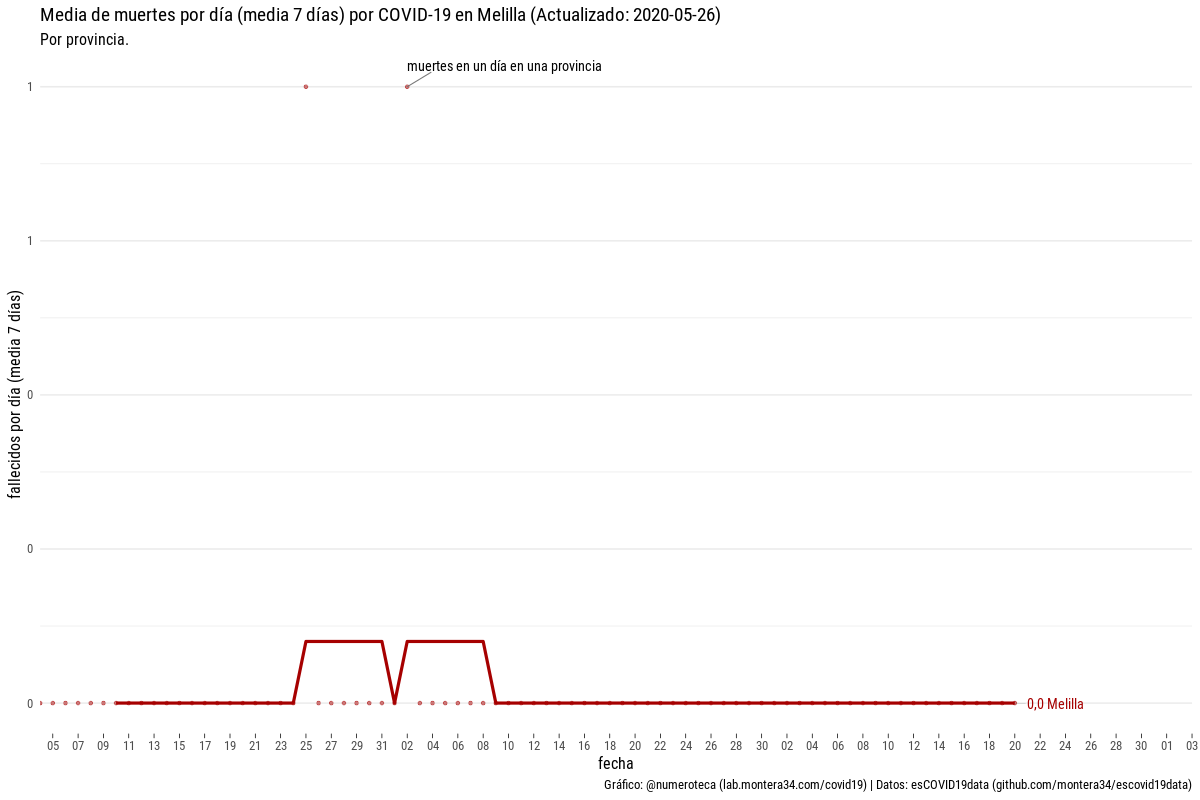 Media de muertes por día (media 7 días) por COVID-19 en Melilla (Actualizado: 2020-05-26)
Por provincia.
muertes en un día en una provincia
1
1
0
0
0
fallecidos por día (media 7 días)
0,0 Melilla
05 07 09 11 13 15 17 19 21 23 25 27 29 31 02 04 06 08 10 12 14 16 18 20 22 24 26 28 30 02 04 06 08 10 12 14 16 18 20 22 24 26 28 30 01 03
fecha
Gráfico: @numeroteca (lab.montera34.com/covid19) | Datos: esCOVID19data (github.com/montera34/escovid19data)